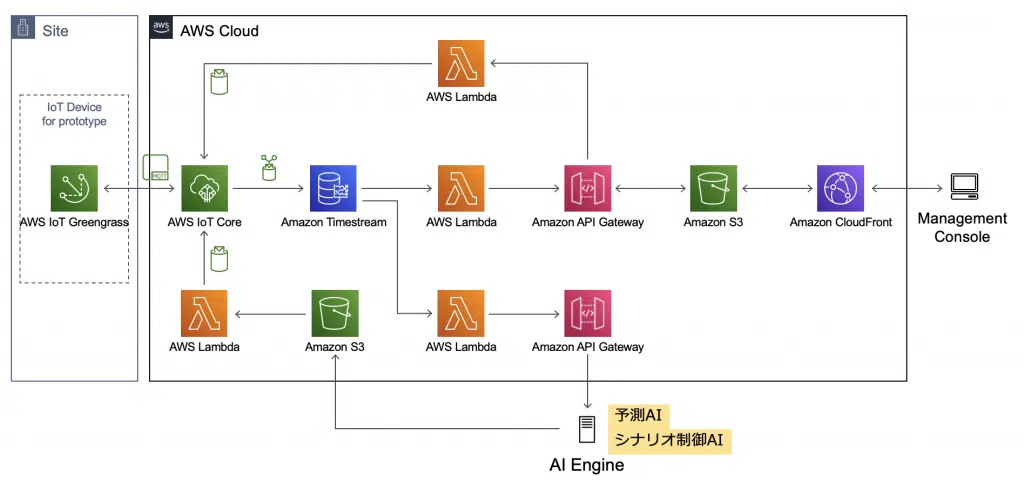 Site
aws
AWS Cloud
AWS Lambda
IoT Device
for prototype
MQTT
AWS IoT Greengrass
AWS IoT Core
Amazon Timestream
AWS Lambda
Amazon API Gateway
Amazon S3
Amazon CloudFront
Management
Console
AWS Lambda
Amazon S3
AWS Lambda
Amazon API Gateway
予測AI
シナリオ制御AI
AI Engine